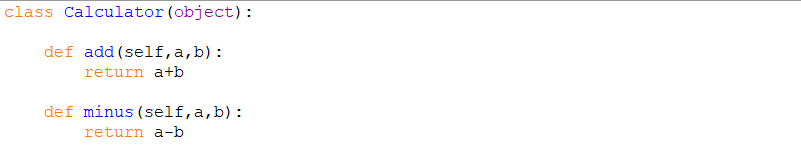 class Calculator(object):
    def add(self,a,b):
        return a+b
    def minus(self,a,b):
        return a-b